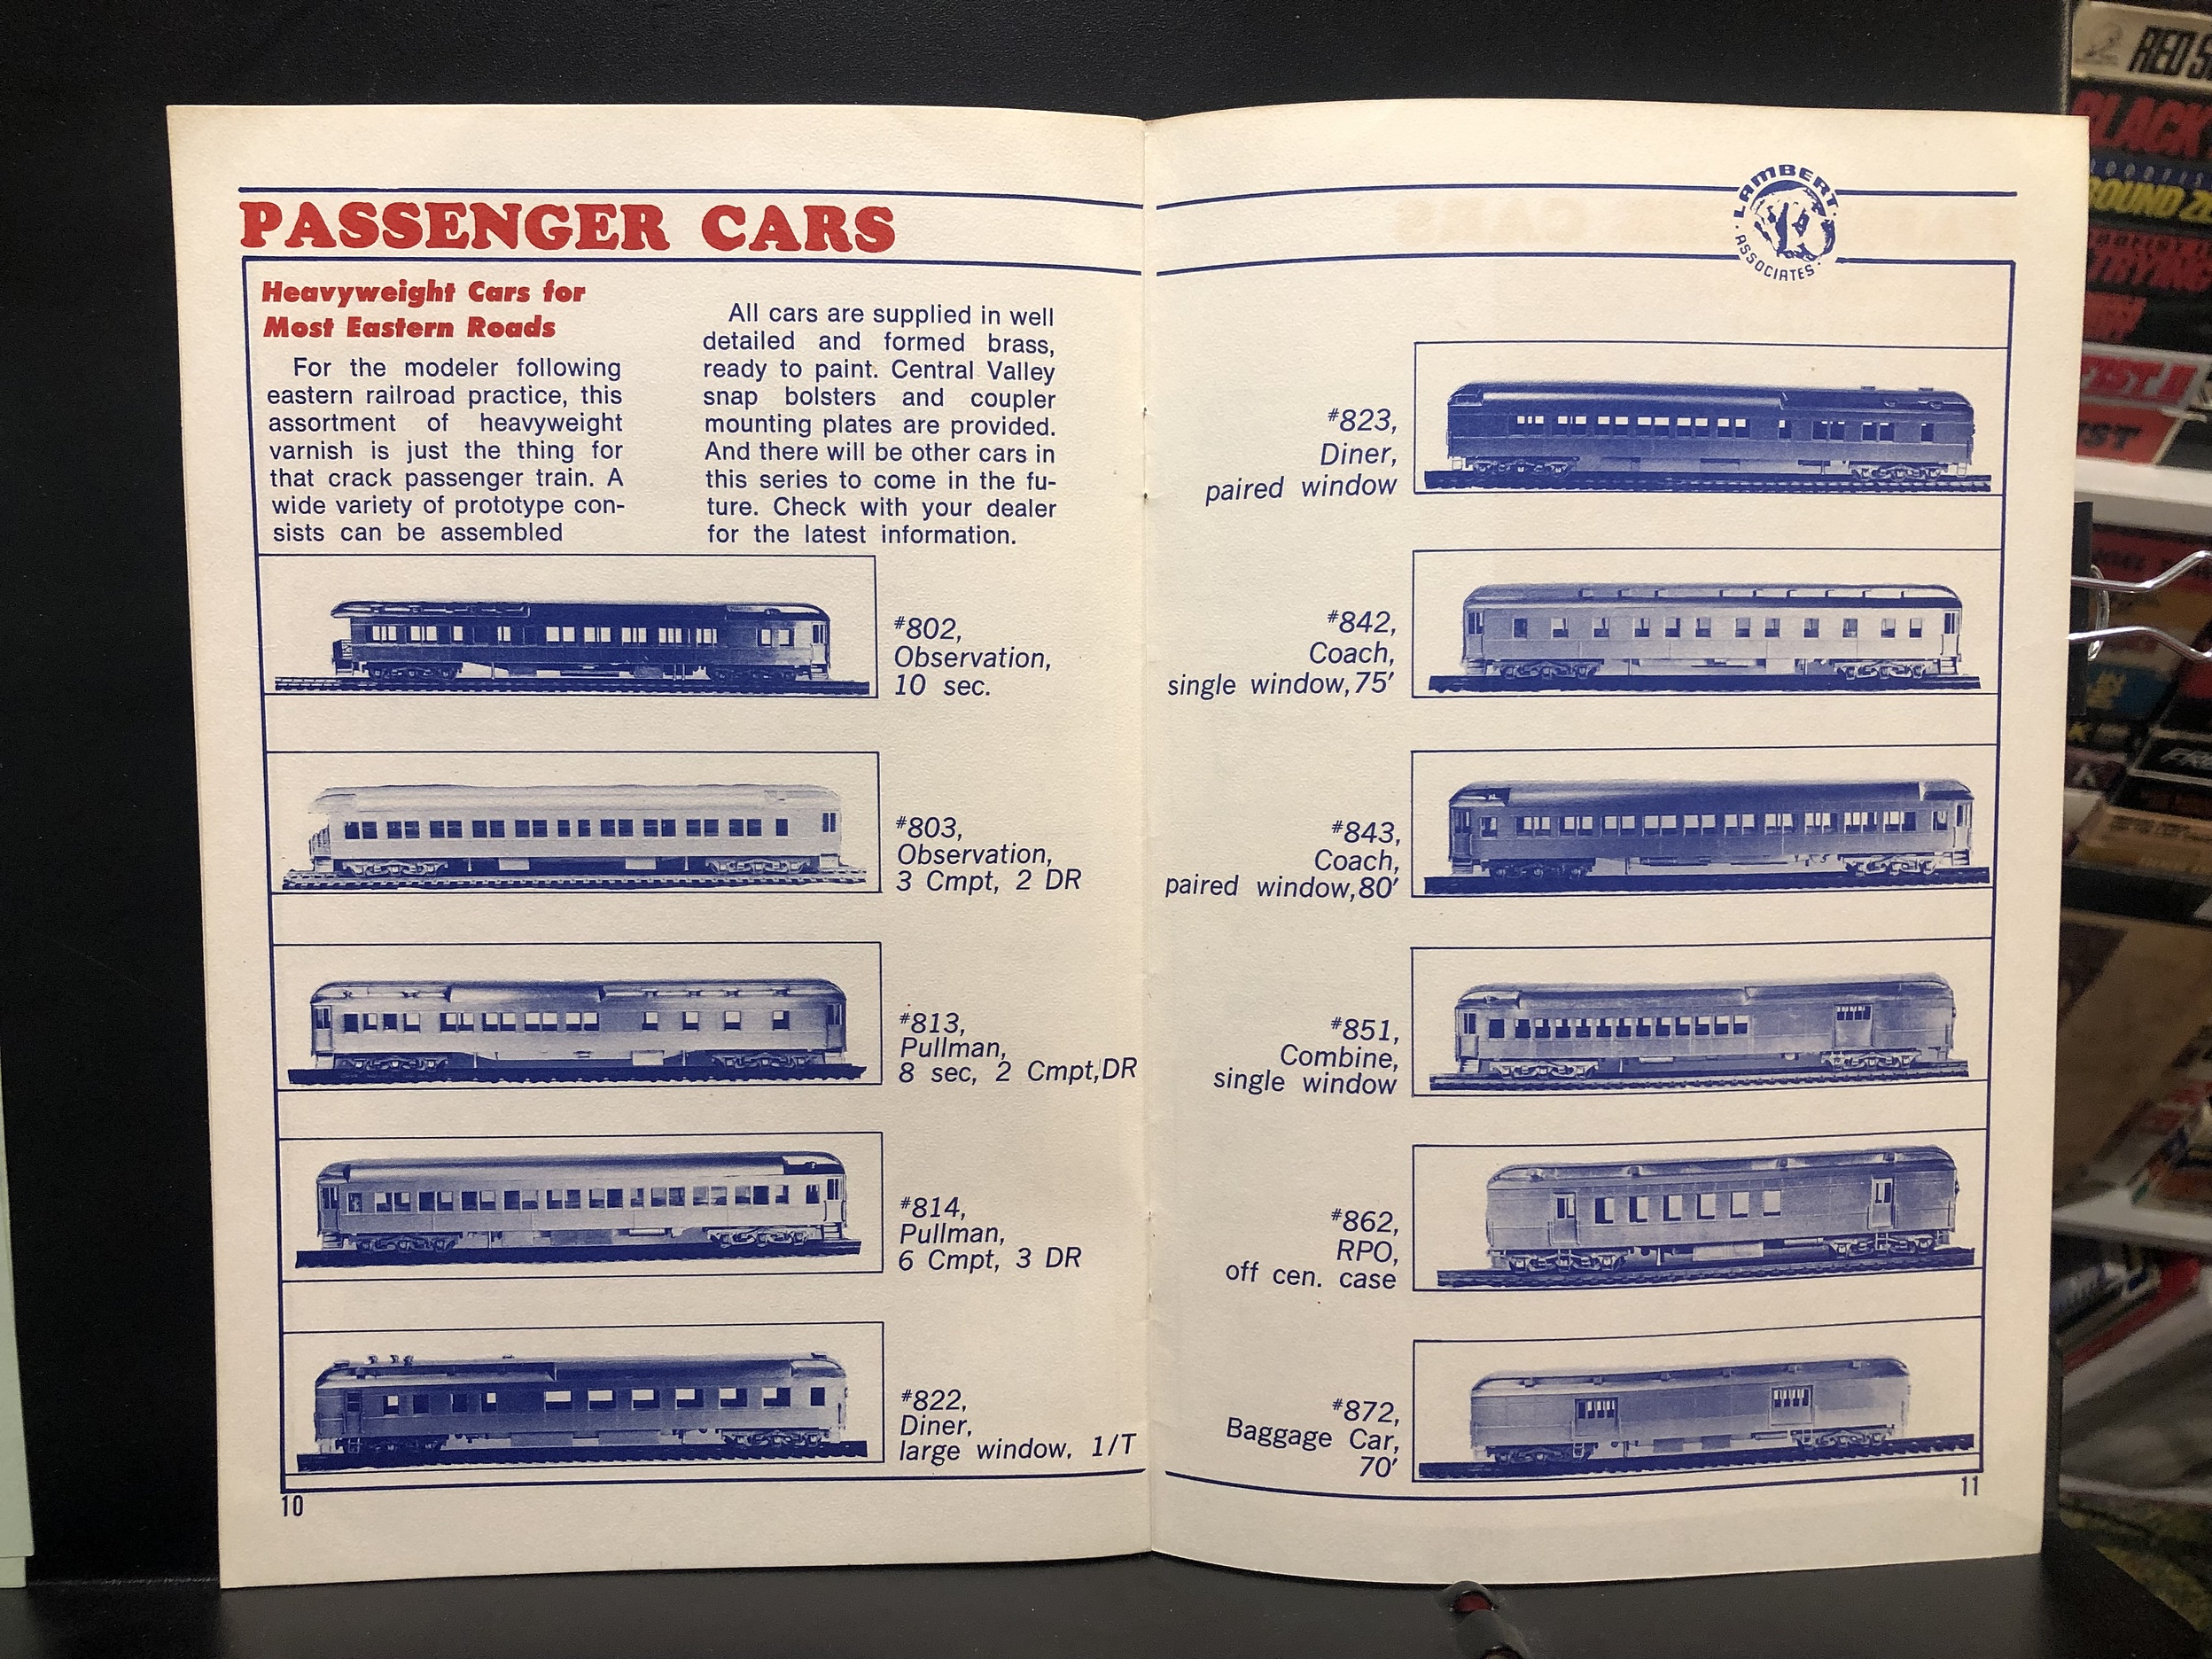 PASSENGER CARS
Heavyweight Cars for
Most Eastern Roads
For the modeler following
eastern railroad practice, this
assortment of heavyweight
varnish is just the thing for
that crack passenger train. A
wide variety of prototype con-
sists can be assembled
All cars are supplied in well
detailed and formed brass,
ready to paint. Central Valley
snap bolsters and coupler
mounting plates are provided.
And there will be other cars in
this series to come in the fu-
ture. Check with your dealer
for the latest information.
#802,
Observation,
10 sec.
#803,
Observation,
3 Cmpt, 2 DR
#813,
Pullman,
8 sec, 2 Cmpt,DR
#814,
Pullman,
6 Cmpt, 3 DR
#822,
Diner,
large window, 1/T
10
LAMBERT
ASSOCIATES
#823,
Diner,
paired window
#842,
Coach,
single window,75'
#843,
Coach,
paired window,80'
#851,
Combine,
single window
#862,
RPO,
off cen. case
#872,
Baggage Car,
70'
11